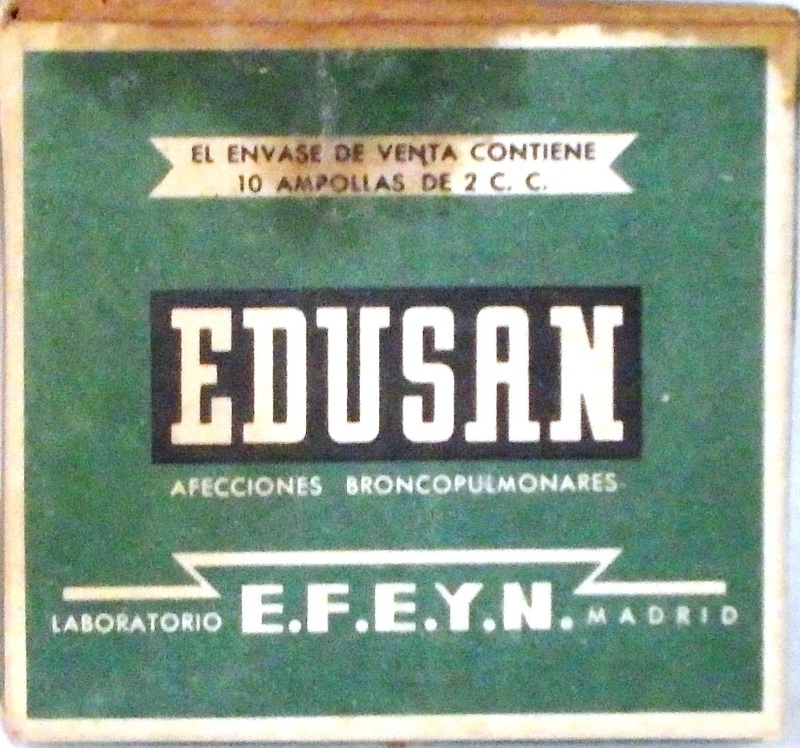 EL ENVASE DE VENTA CONTIENE
10 AMPOLLAS DE 2 C. C.
EDUSAN
AFECCIONES BRONCOPULMONARES
LABORATORIO E.F.E.Y.N. MADRID